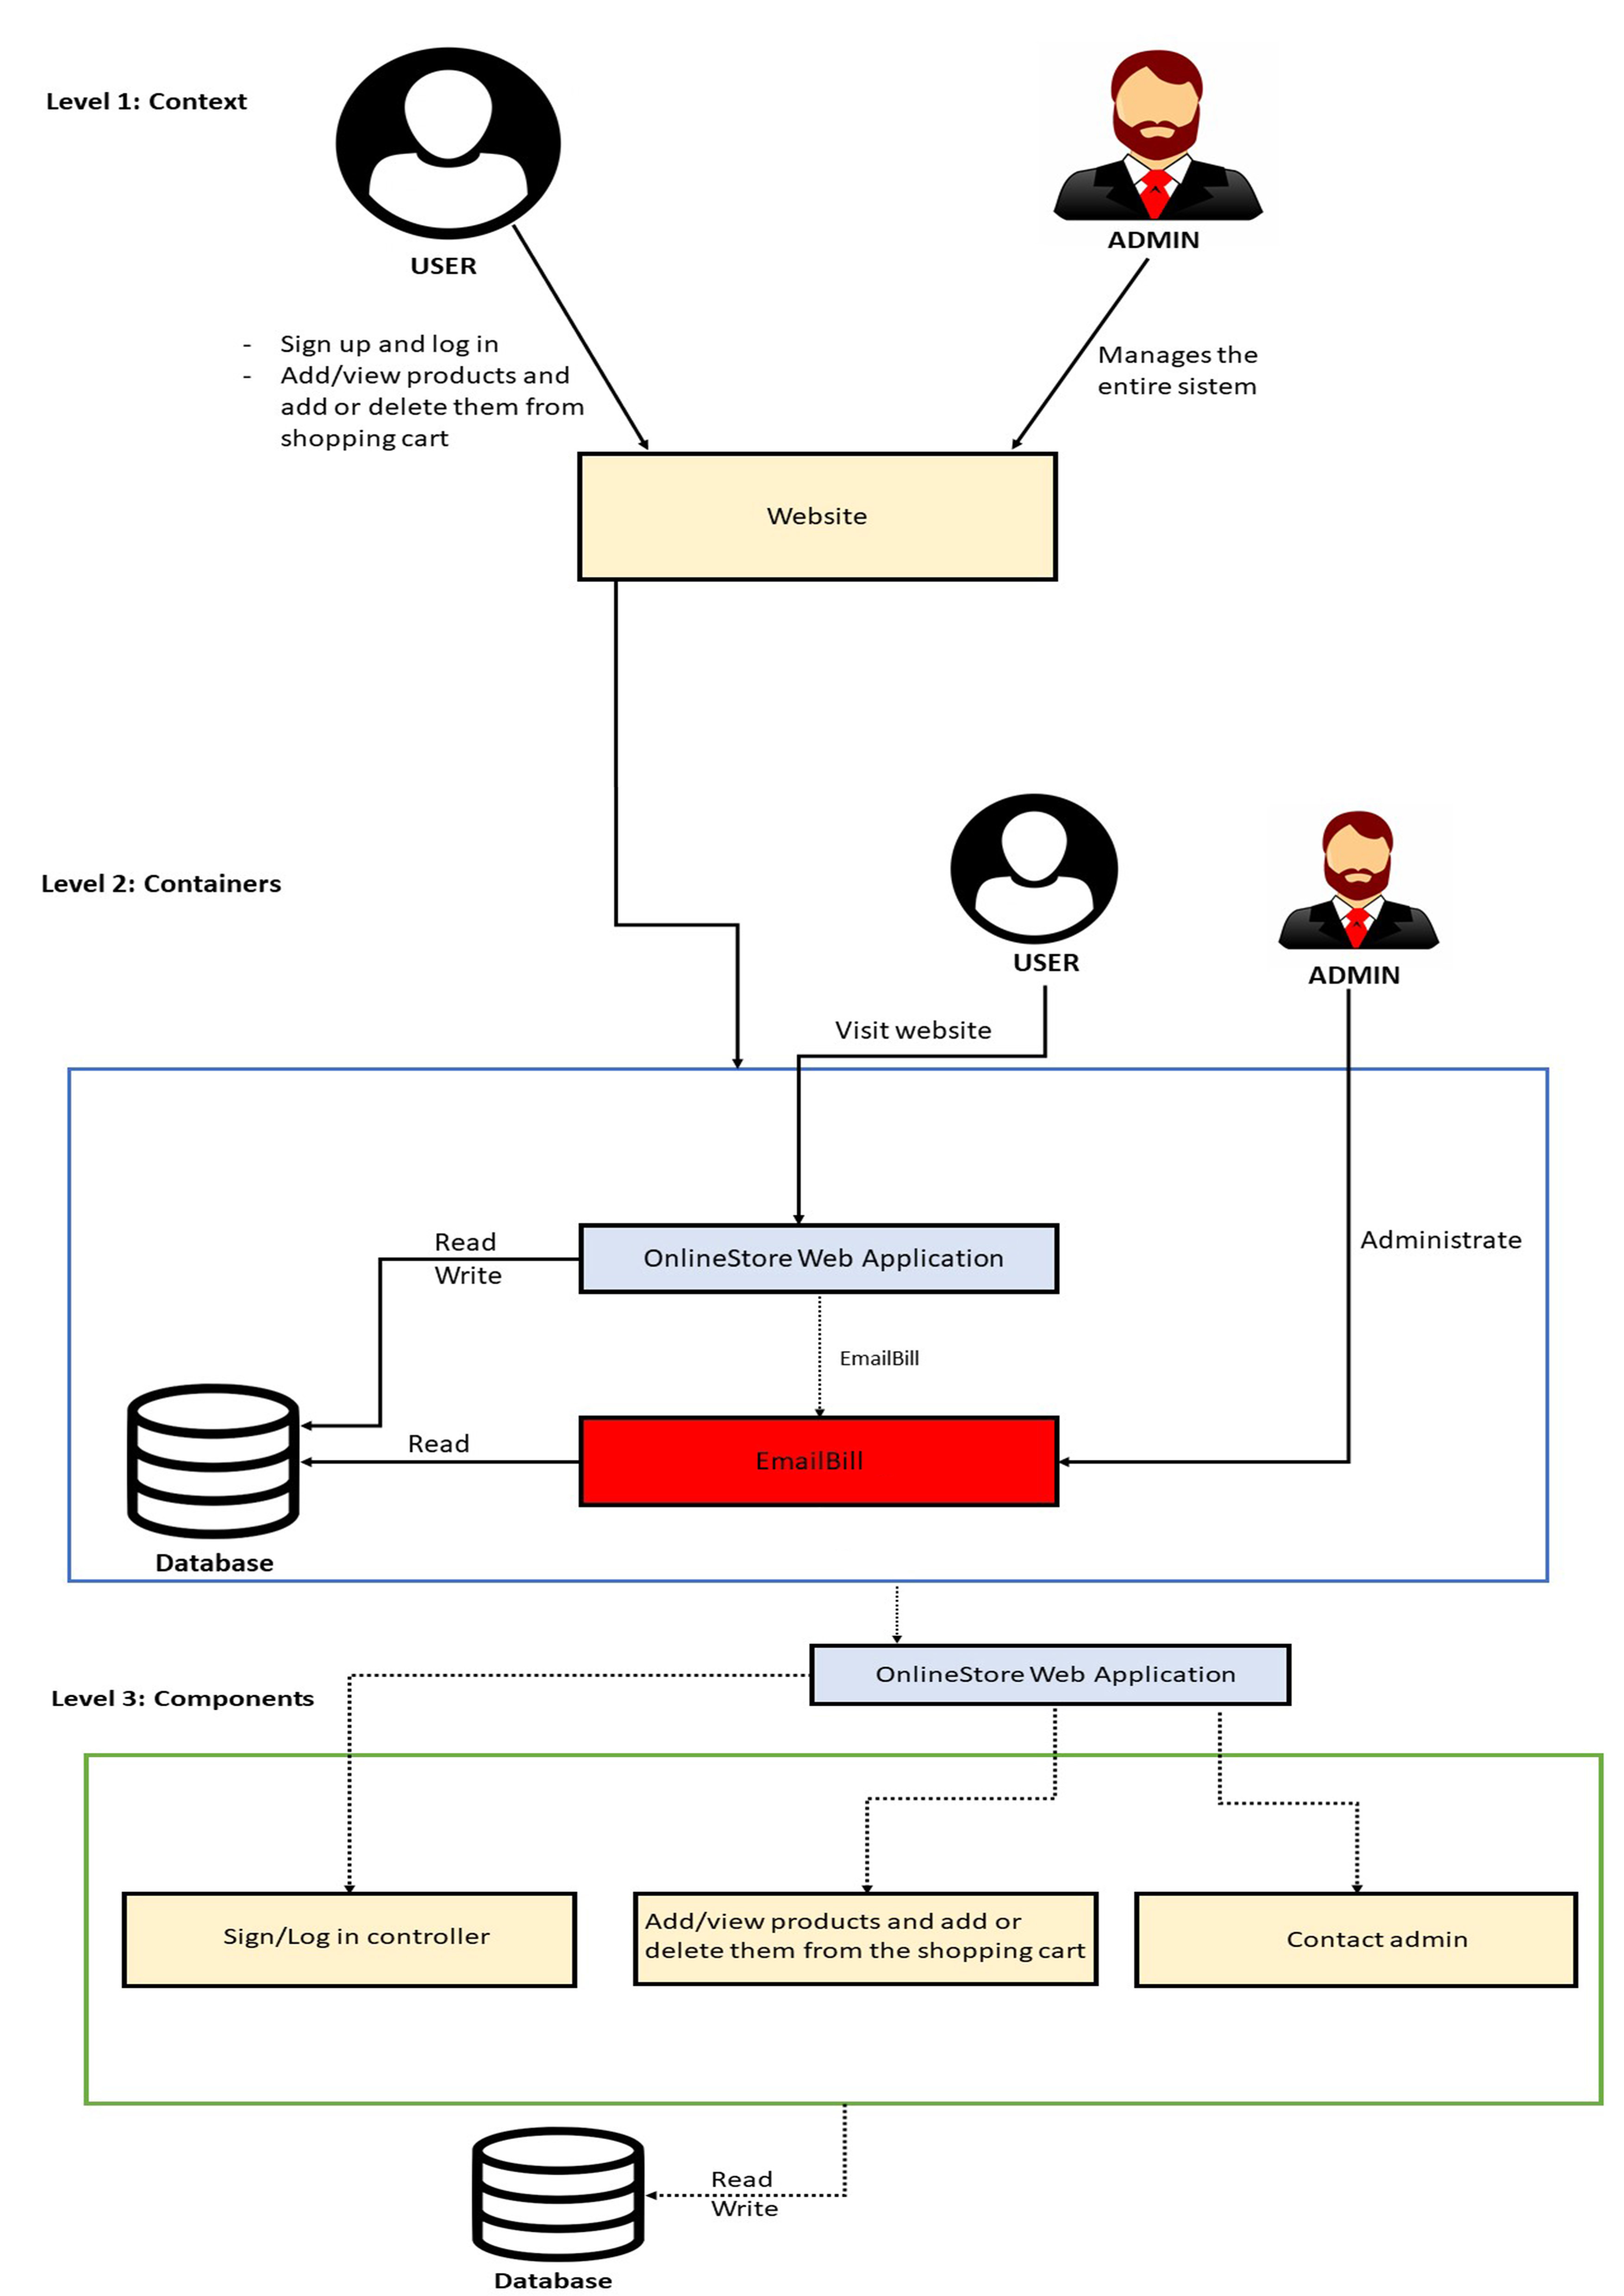 Level 1: Context
USER
ADMIN
- Sign up and log in
- Add/view products and
add or delete them from
shopping cart
Manages the
entire sistem
Website
Level 2: Containers
USER
ADMIN
Visit website
Read
Write
OnlineStore Web Application
Administrate
EmailBill
Read
EmailBill
Database
OnlineStore Web Application
Level 3: Components
Sign/Log in controller
Add/view products and add or
delete them from the shopping cart
Contact admin
Read
Write
Database